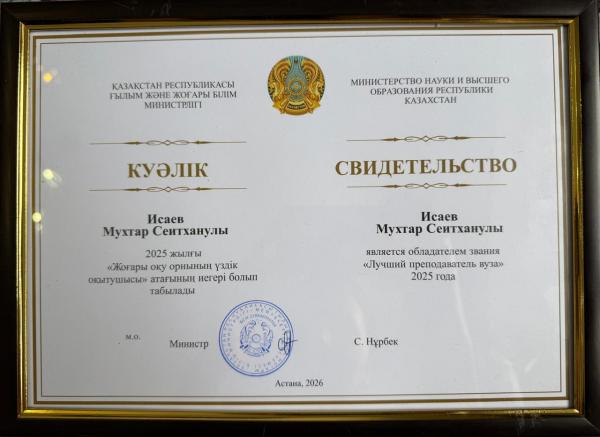 ҚАЗАҚСТАН РЕСПУБЛИКАСЫ
ҒЫЛЫМ ЖӘНЕ ЖОҒАРЫ БІЛІМ
МИНИСТРЛІГІ
КУӘЛІК
Исаев
Мухтар Сеитханулы
2025 жылғы
«Жоғары оқу орнының үздік
оқытушысы» атағының иегері болып
табылады
МИНИСТЕРСТВО НАУКИ И ВЫСШЕГО
ОБРАЗОВАНИЯ РЕСПУБЛИКИ
КАЗАХСТАН
СВИДЕТЕЛЬСТВО
Исаев
Мухтар Сеитханулы
является обладателем звания
«Лучший преподаватель вуза»
2025 года
м.о.
Министр
С. Нұрбек
Астана, 2026